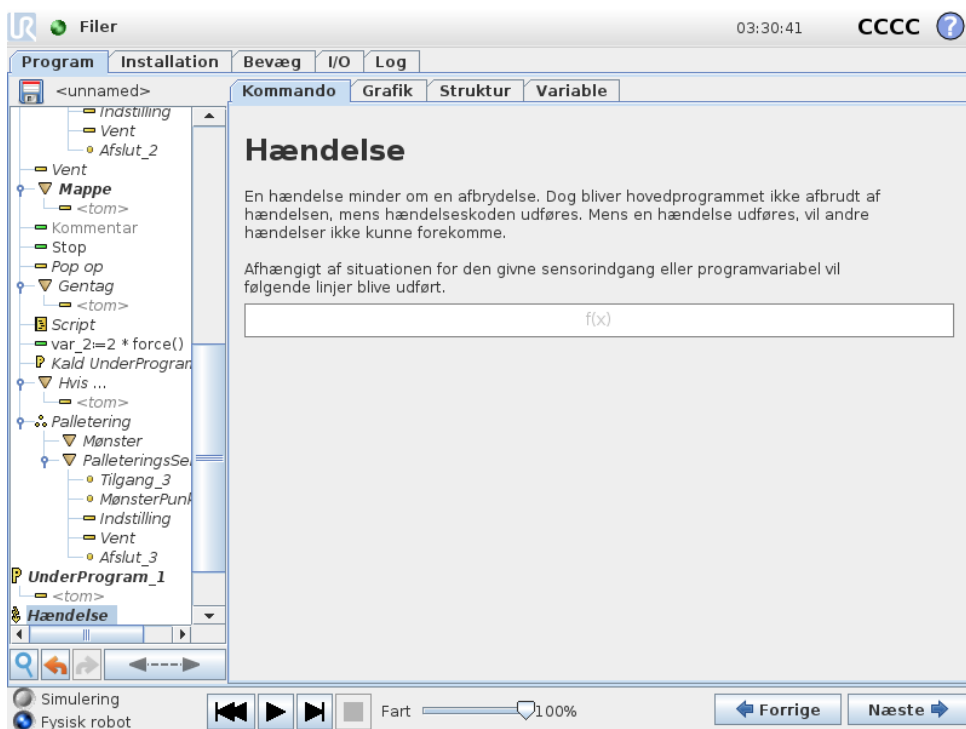 UR Filer 03:30:41 CCCC ?
Program Installation Bevæg I/O Log
<unnamed> Kommando Grafik Struktur Variable
Indstilling
Vent
Afslut_2
Vent
Mappe
<tom>
Kommentar
Stop
Pop op
Gentag
<tom>
Script
var_2:=2 * force()
Kald UnderProgram
Hvis ...
<tom>
Palletering
Mønster
PalleteringsSe
Tilgang_3
MønsterPunk
Indstilling
Vent
Afslut_3
P UnderProgram_1
<tom>
Hændelse
Hændelse
En hændelse minder om en afbrydelse. Dog bliver hovedprogrammet ikke afbrudt af
hændelsen, mens hændelseskoden udføres. Mens en hændelse udføres, vil andre
hændelser ikke kunne forekomme.
Afhængigt af situationen for den givne sensorindgang eller programvariabel vil
følgende linjer blive udført.
f(x)
Simulering
Fysisk robot
Fart 100%
Forrige Næste